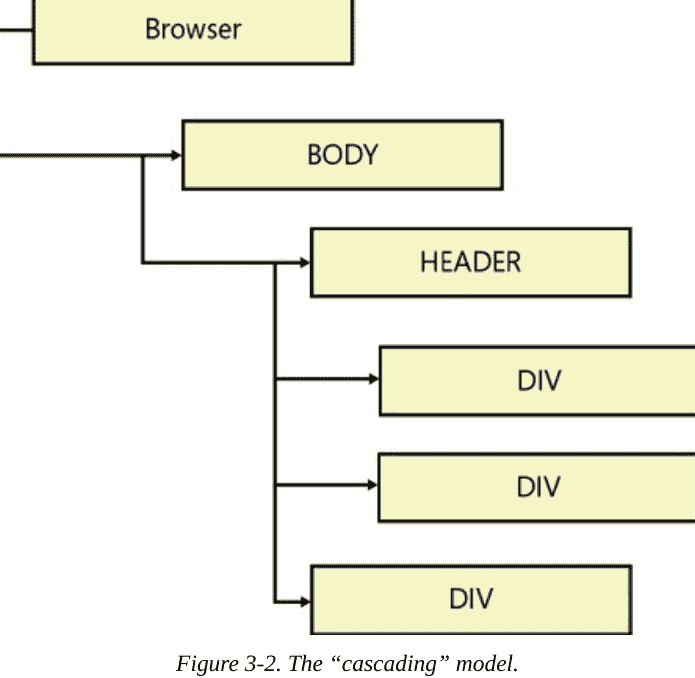 Browser
BODY
HEADER
DIV
DIV
DIV
Figure 3-2. The “cascading” model.